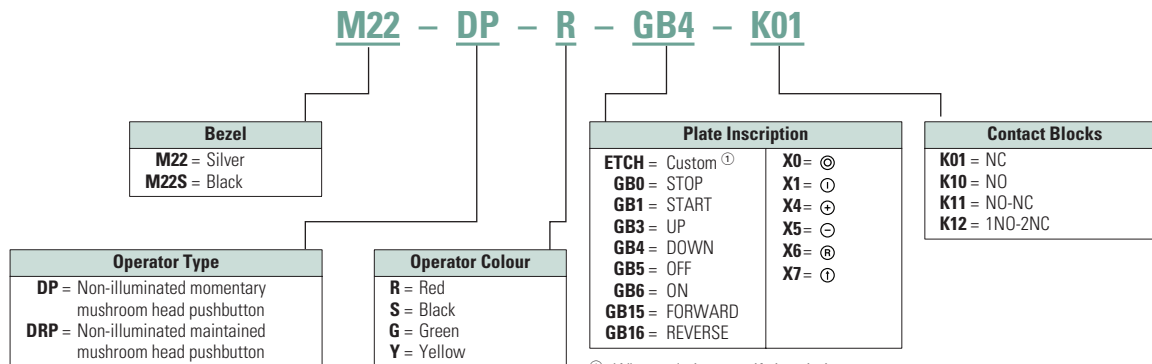 M22 – DP – R – GB4 – K01
Bezel
M22 = Silver
M22S = Black
Operator Type
DP = Non-illuminated momentary
mushroom head pushbutton
DRP = Non-illuminated maintained
mushroom head pushbutton
Operator Colour
R = Red
S = Black
G = Green
Y = Yellow
Plate Inscription
ETCH = Custom ①
GB0 = STOP
GB1 = START
GB3 = UP
GB4 = DOWN
GB5 = OFF
GB6 = ON
GB15 = FORWARD
GB16 = REVERSE
X0 = ◎
X1 = ⏼
X4 = ⊕
X5 = ⊖
X6 = Ⓡ
X7 = ⓵
Contact Blocks
K01 = NC
K10 = NO
K11 = NO-NC
K12 = 1NO-2NC